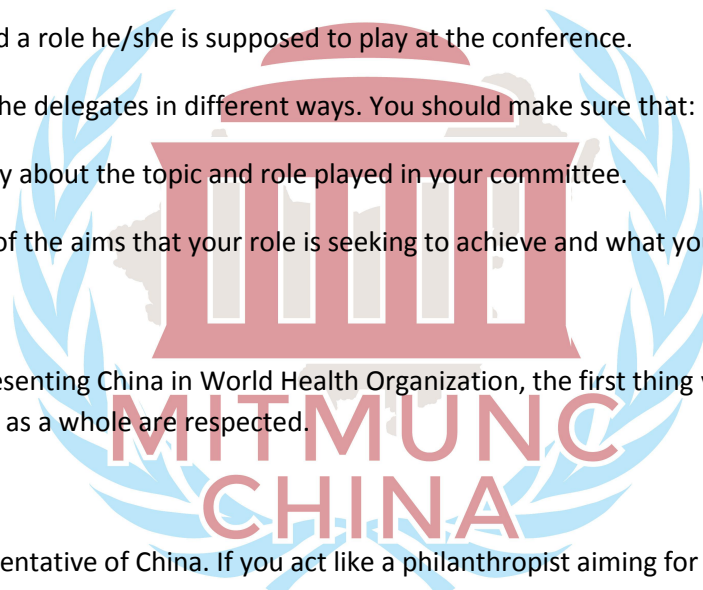 d a role he/she is supposed to play at the conference.
he delegates in different ways. You should make sure that:
y about the topic and role played in your committee.
of the aims that your role is seeking to achieve and what yo
esenting China in World Health Organization, the first thing
as a whole are respected.
MITMUNC
CHINA
entative of China. If you act like a philanthropist aiming for